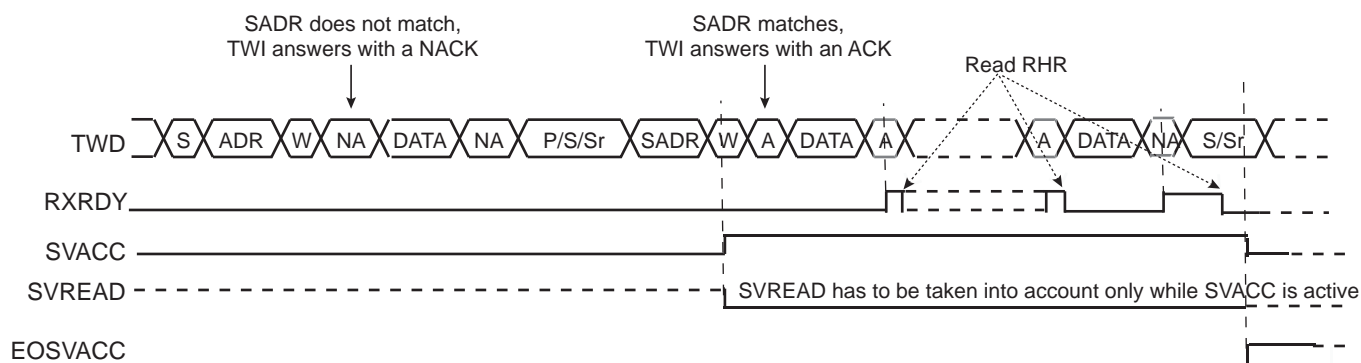 SADR does not match,
TWI answers with a NACK
SADR matches,
TWI answers with an ACK
Read RHR
TWD S ADR W NA DATA NA P/S/Sr SADR W A DATA A A DATA NA S/Sr
RXRDY
SVACC
SVREAD SVREAD has to be taken into account only while SVACC is active
EOSVACC